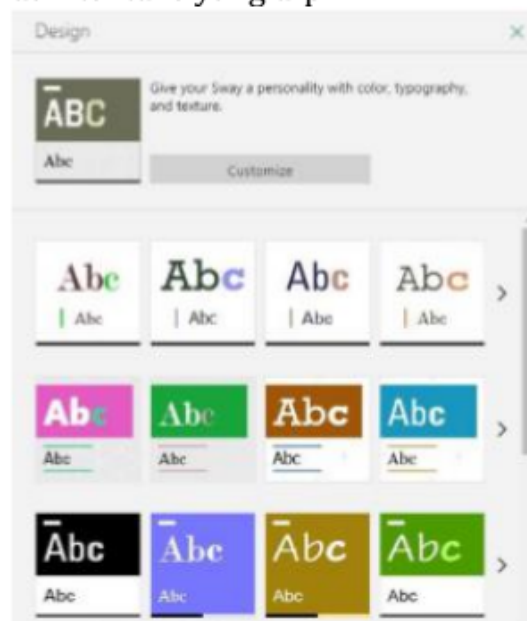 Design
ABC
Abc
Give your Sway a personality with color, typography,
and texture.
Customize
Abc Abc Abc Abc
Abc Abc Abc Abc
Abc Abc Abc Abc
Abc Abc Abc Abc
Abc Abc Abc Abc
Abc Abc Abc Abc